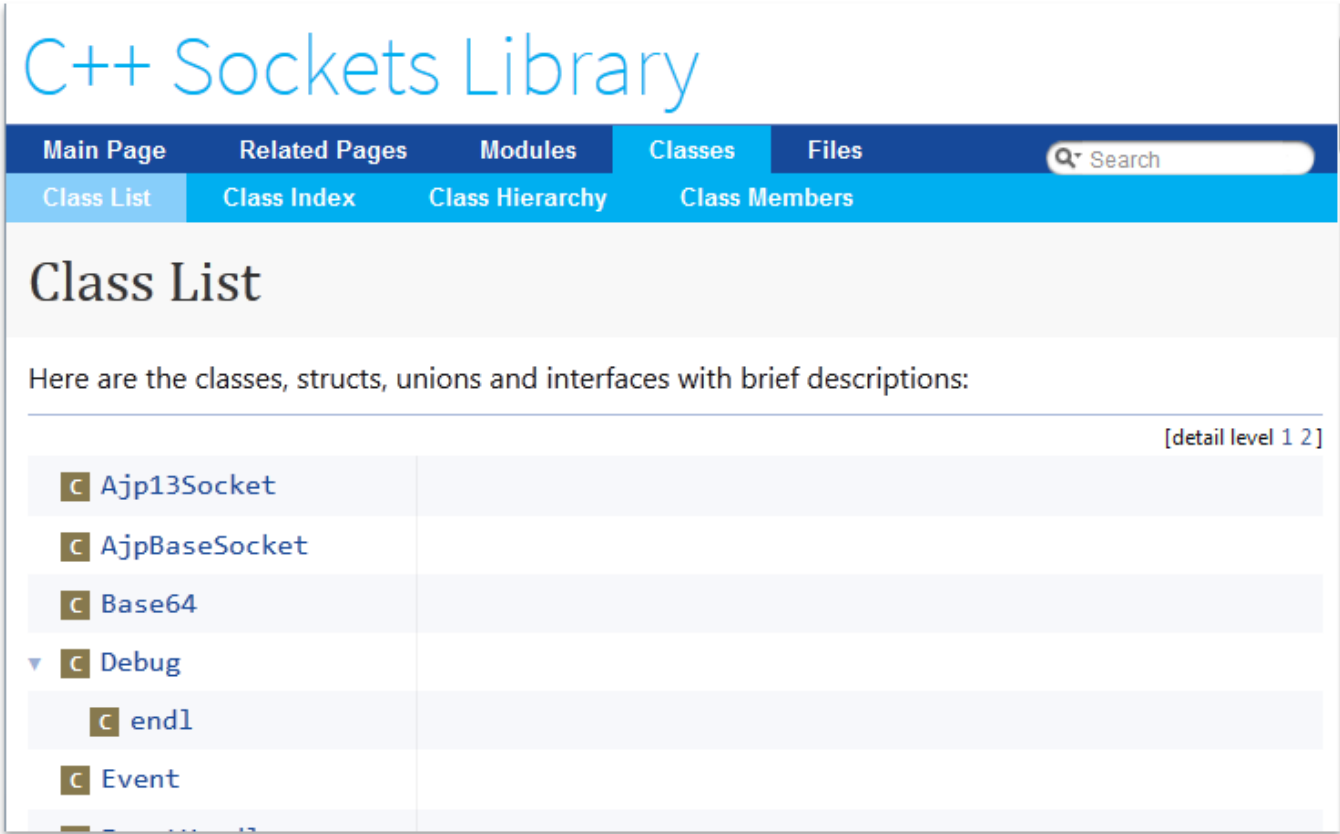 C++ Sockets Library
Main Page Related Pages Modules Classes Files Search
Class List Class Index Class Hierarchy Class Members
Class List
Here are the classes, structs, unions and interfaces with brief descriptions:
[detail level 1 2]
C Ajp13Socket
C AjpBaseSocket
C Base64
▼ C Debug
C endl
C Event